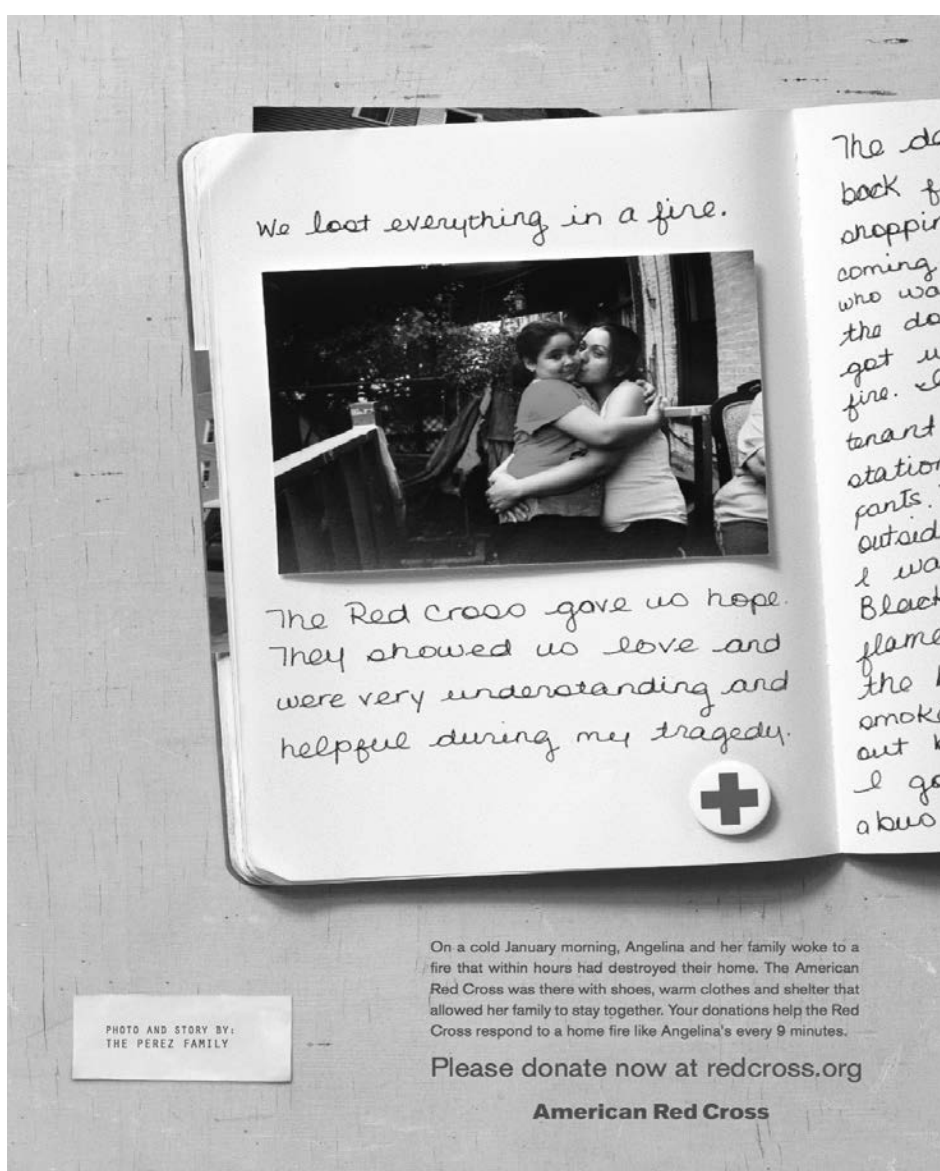 We lost everything in a fire.
The Red Cross gave us hope.
They showed us love and
were very understanding and
helpful during my tragedy.
The
back f
shoppin
coming
who wa
the do
got
fire.
tenant
station
pants.
outsid
I wa
Black
flame
the
smoke
out
I go
abus
PHOTO AND STORY BY:
THE PEREZ FAMILY
On a cold January morning, Angelina and her family woke to a
fire that within hours had destroyed their home. The American
Red Cross was there with shoes, warm clothes and shelter that
allowed her family to stay together. Your donations help the Red
Cross respond to a home fire like Angelina's every 9 minutes.
Please donate now at redcross.org
American Red Cross